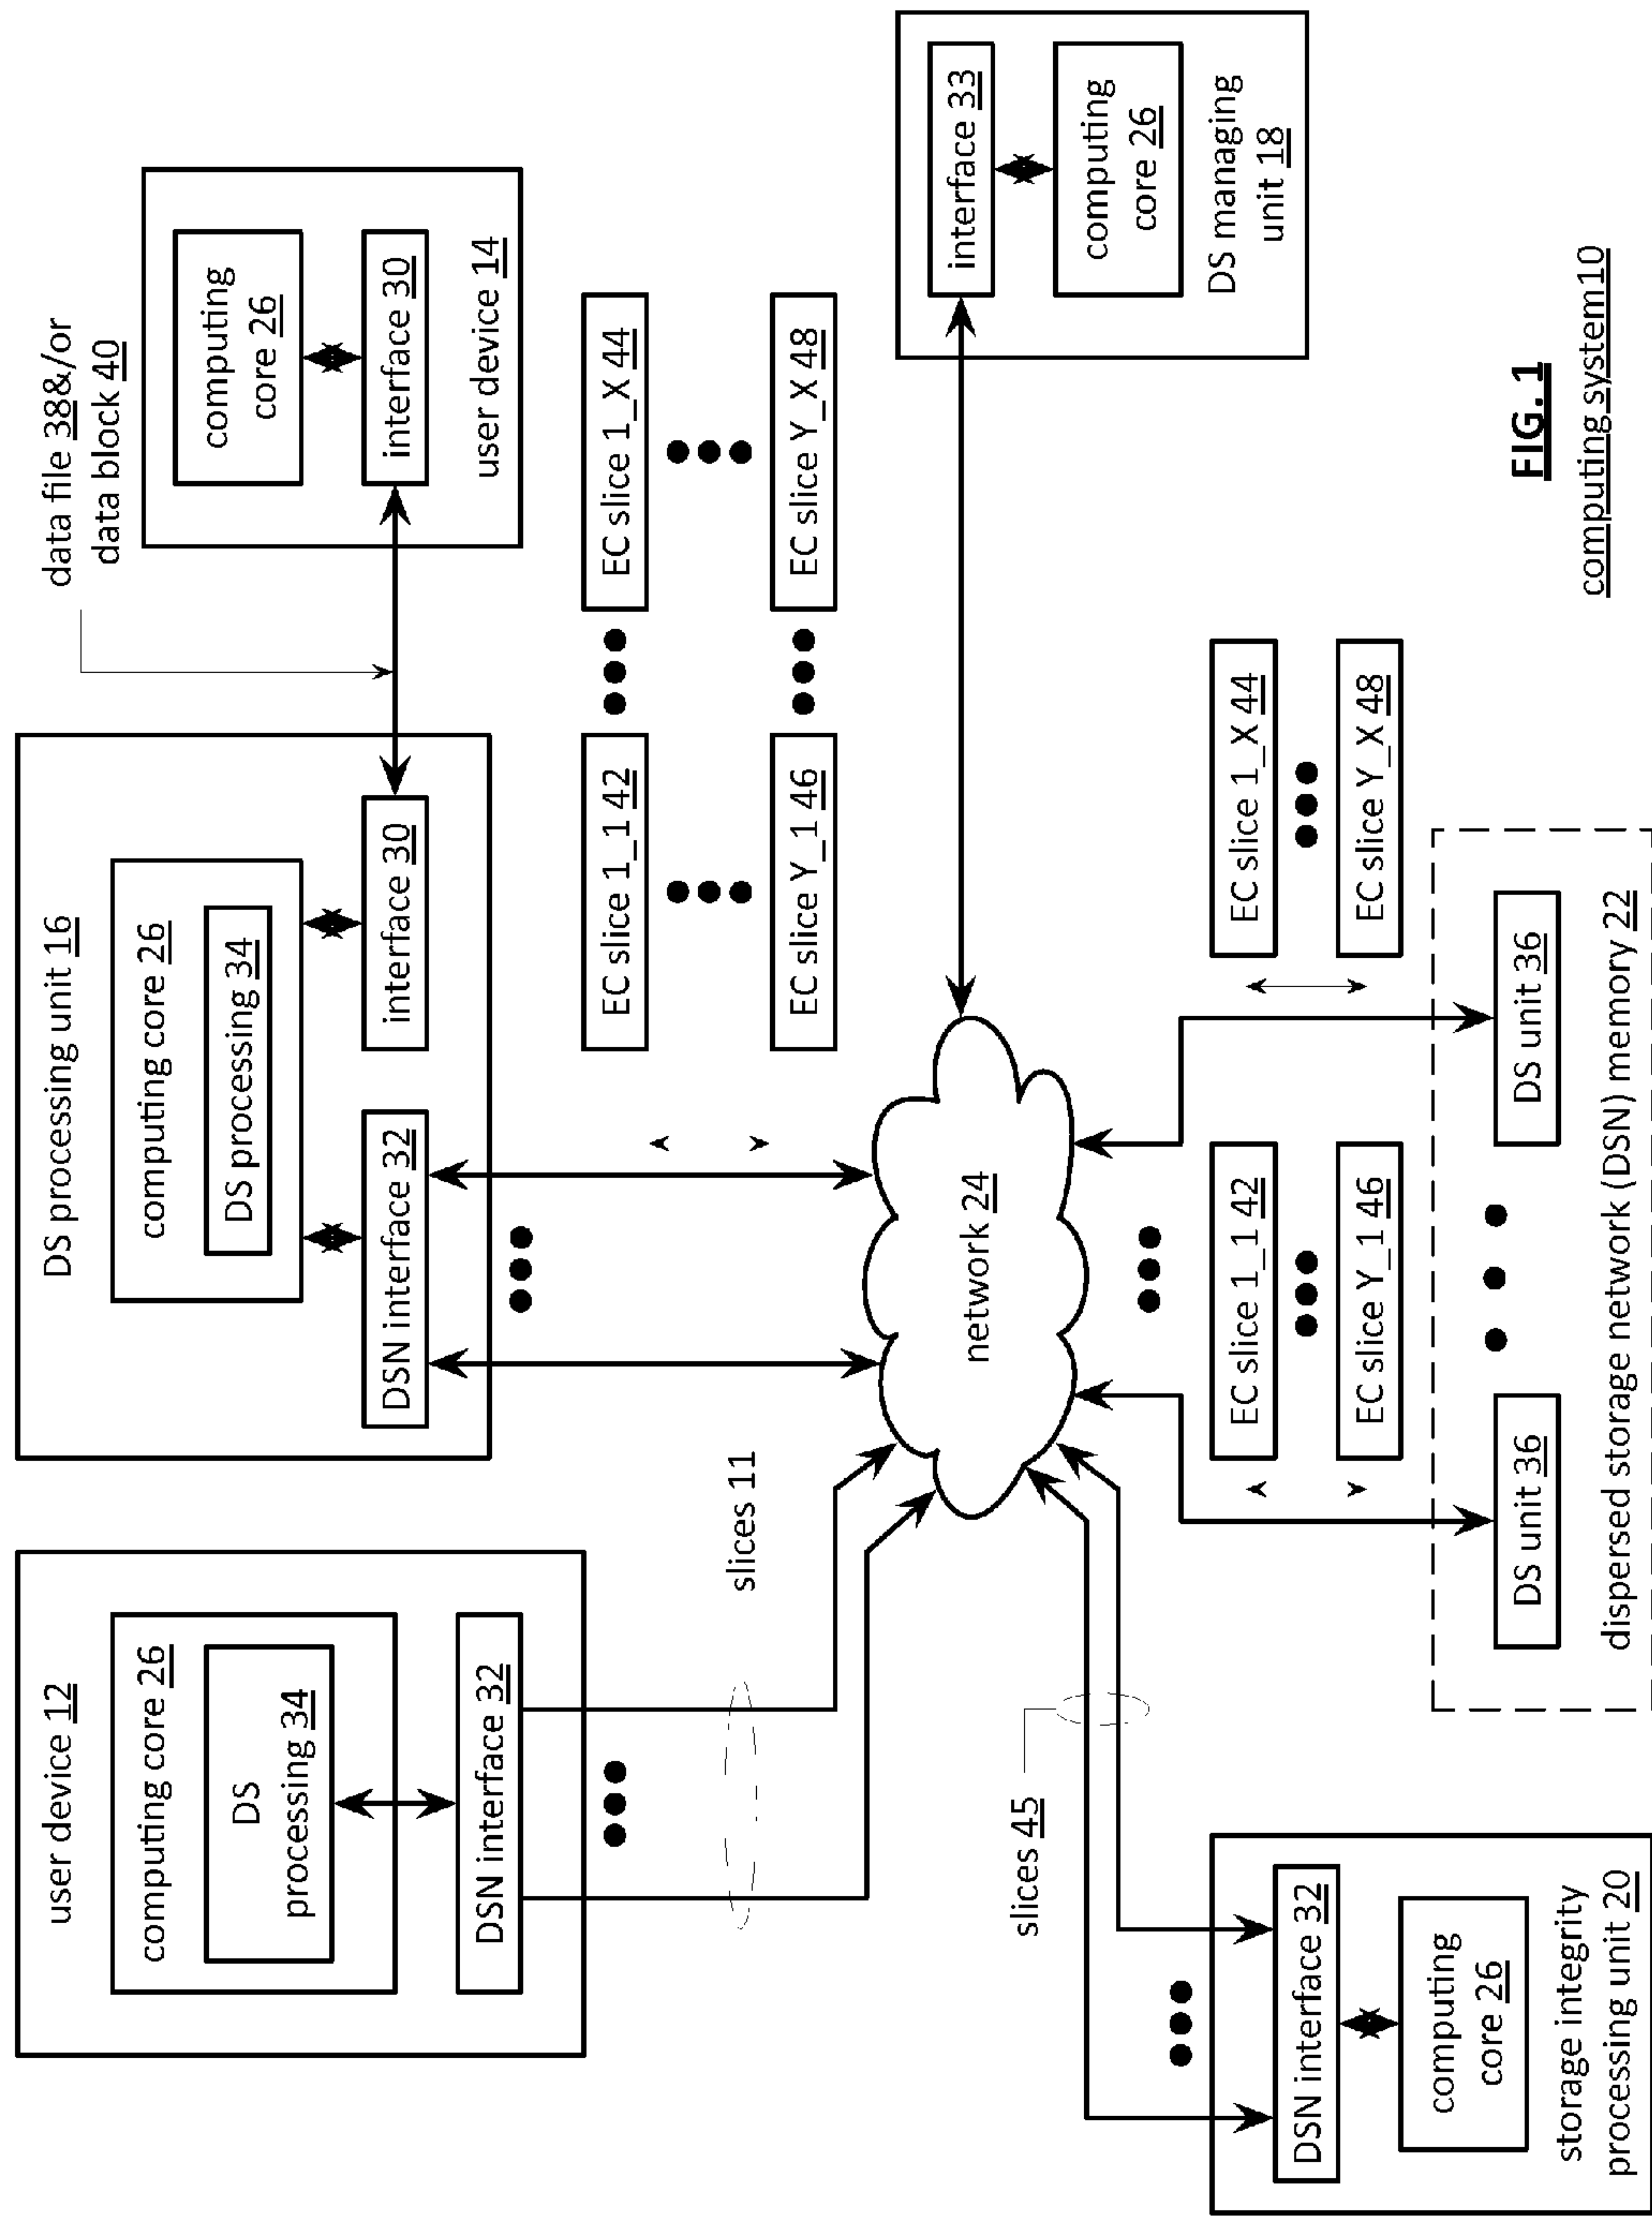 user device 12
computing core 26
DS
processing 34
DSN interface 32
slices 11
DS processing unit 16
computing core 26
DS processing 34
DSN interface 32
interface 30
data file 38&/or
data block 40
computing
core 26
interface 30
user device 14
EC slice 1_1 42
EC slice 1_X 44
EC slice Y_1 46
EC slice Y_X 48
network 24
interface 33
computing
core 26
DS managing
unit 18
slices 45
DSN interface 32
computing
core 26
storage integrity
processing unit 20
EC slice 1_1 42
EC slice 1_X 44
EC slice Y_1 46
EC slice Y_X 48
DS unit 36
DS unit 36
dispersed storage network (DSN) memory 22
FIG. 1
computing system10